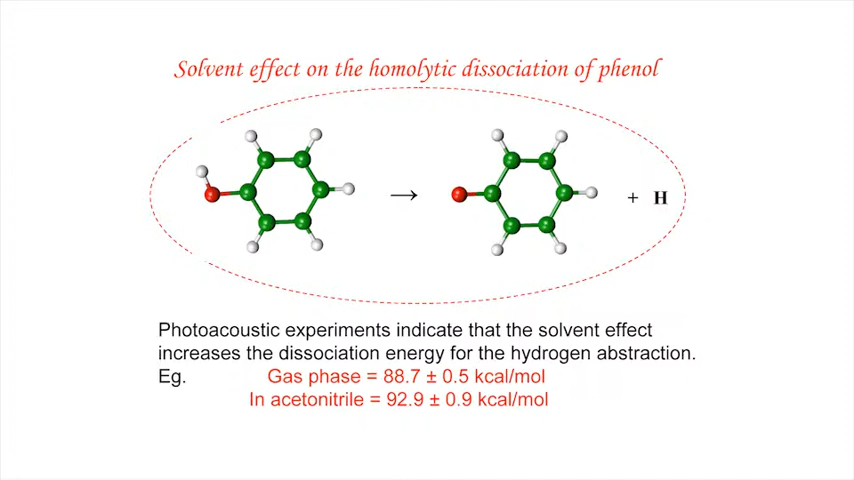 Solvent effect on the homolytic dissociation of phenol
→ + H
Photoacoustic experiments indicate that the solvent effect
increases the dissociation energy for the hydrogen abstraction.
Eg. Gas phase = 88.7 ± 0.5 kcal/mol
In acetonitrile = 92.9 ± 0.9 kcal/mol